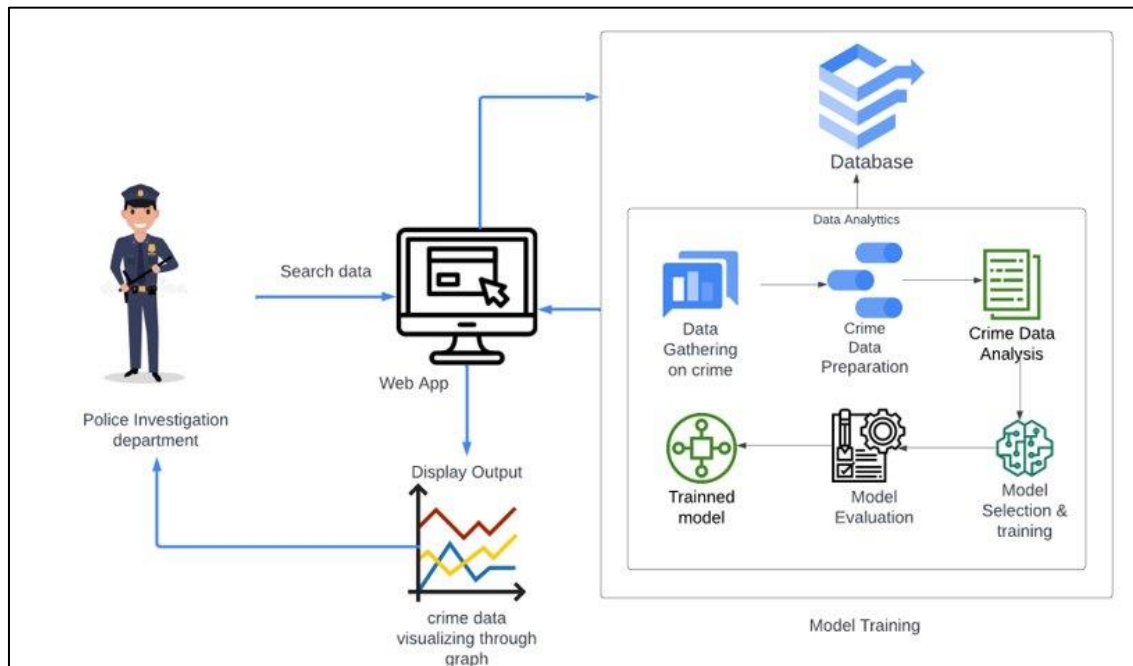 Database
Data Analyttics
Search data
Data
Gathering
on crime
Crime
Data
Preparation
Crime Data
Analysis
Web App
Police Investigation
department
Display Output
Trainned
model
Model
Evaluation
Model
Selection &
training
crime data
visualizing through
graph
Model Training